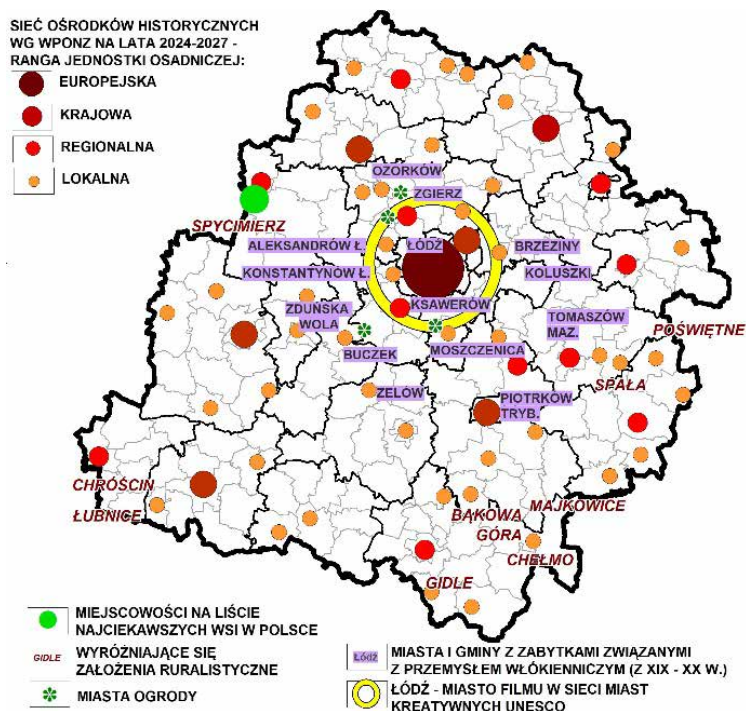 SIEĆ OŚRODKÓW HISTORYCZNYCH
WG WPONZ NA LATA 2024-2027 -
RANGA JEDNOSTKI OSADNICZEJ:
EUROPEJSKA
KRAJOWA
REGIONALNA
LOKALNA
OZORKÓW
ZGIERZ
SPYCIMIERZ
ALEKSANDRÓW Ł.
ŁÓDŹ
BRZEZINY
KONSTANTYNÓW Ł.
KOLUSZKI
ZDUŃSKA
WOLA
KSAWERÓW
TOMASZÓW
MAZ.
POŚWIĘTNE
BUCZEK
MOSZCZENICA
SPAŁA
ZELÓW
PIOTRKÓW
TRYB.
CHRÓŚCIN
ŁUBNICE
BĄKOWA
GÓRA
MAJKOWICE
CHEŁMO
GIDLE
MIEJSCOWOŚCI NA LIŚCIE
NAJCIEKAWSZYCH WSI W POLSCE
GIDLE
WYRÓŻNIAJĄCE SIĘ
ZAŁOŻENIA RURALISTYCZNE
MIASTA OGRODY
Łódź
MIASTA I GMINY Z ZABYTKAMI ZWIĄZANYMI
Z PRZEMYSŁEM WŁÓKIENNICZYM (Z XIX - XX W.)
ŁÓDŹ - MIASTO FILMU W SIECI MIAST
KREATYWNYCH UNESCO